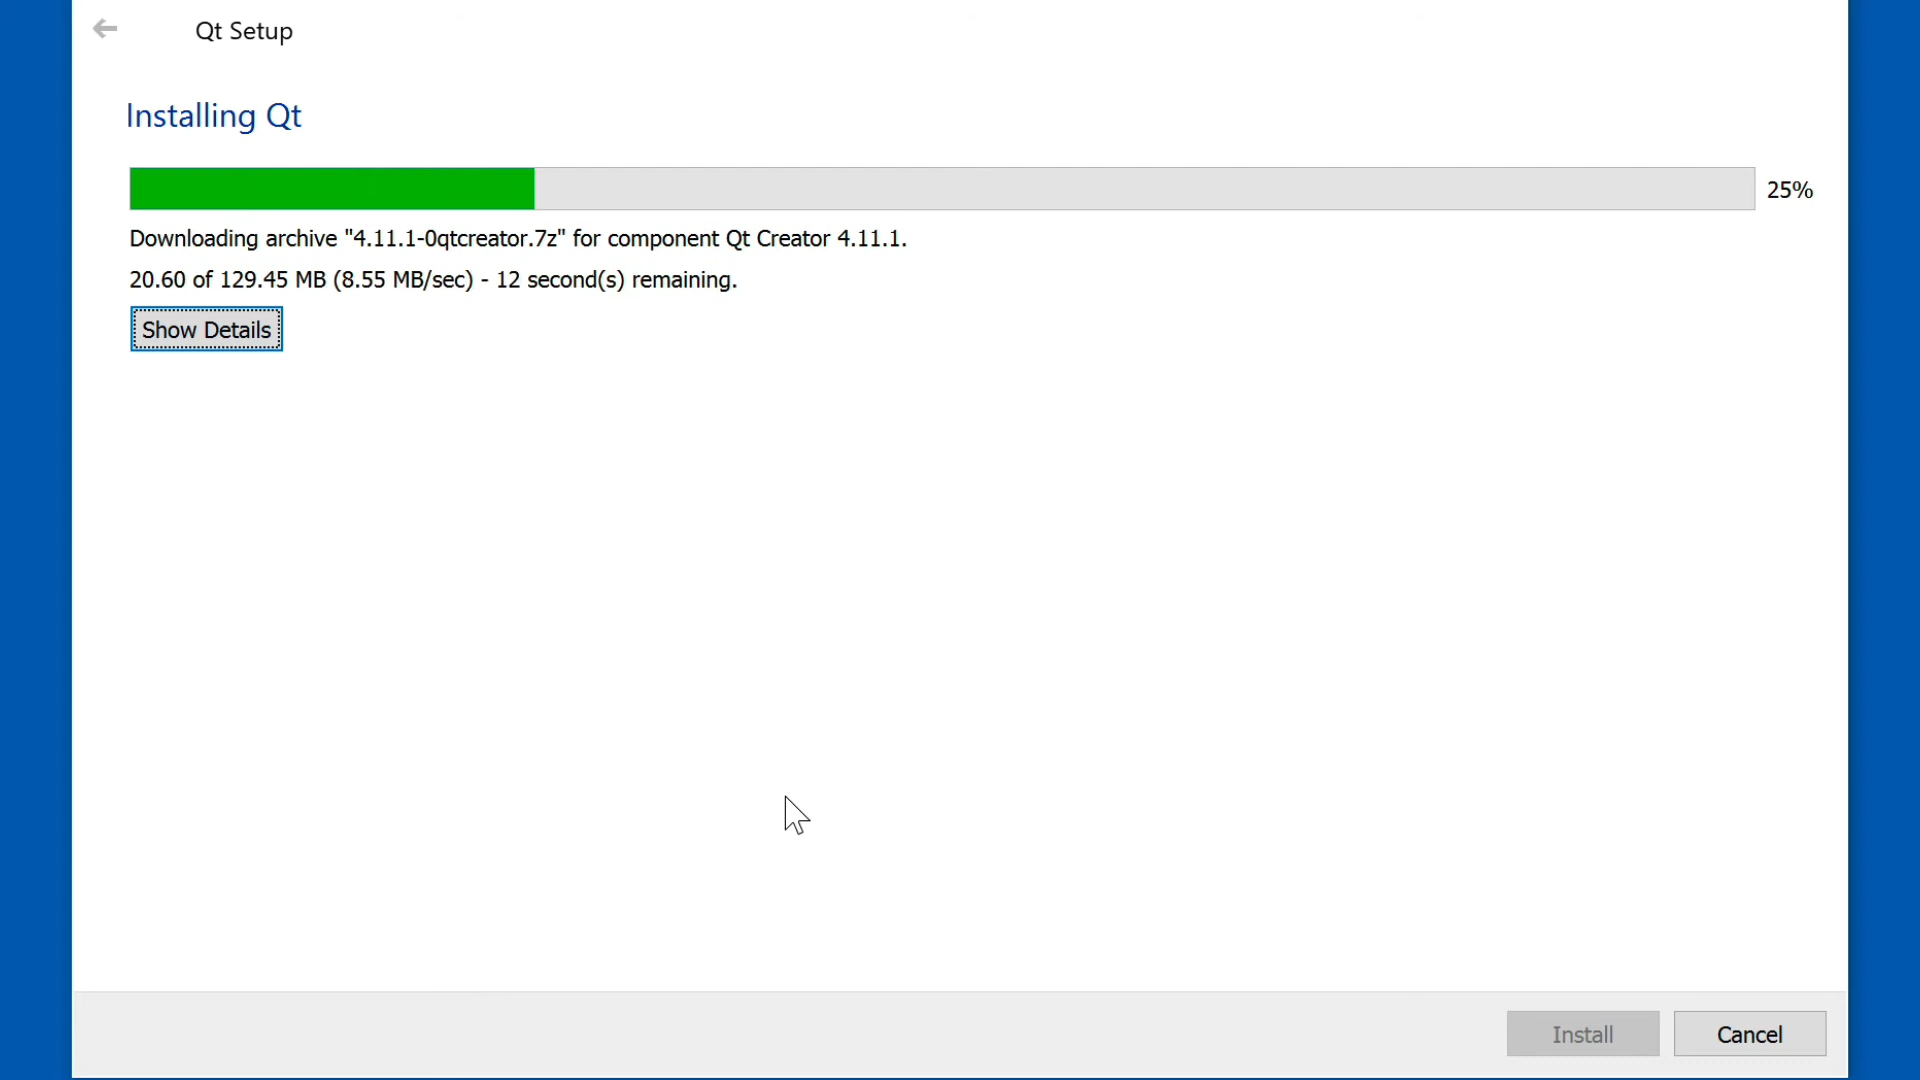 Qt Setup
Installing Qt
25%
Downloading archive "4.11.1-0qtcreator.7z" for component Qt Creator 4.11.1.
20.60 of 129.45 MB (8.55 MB/sec) - 12 second(s) remaining.
Show Details
Install
Cancel